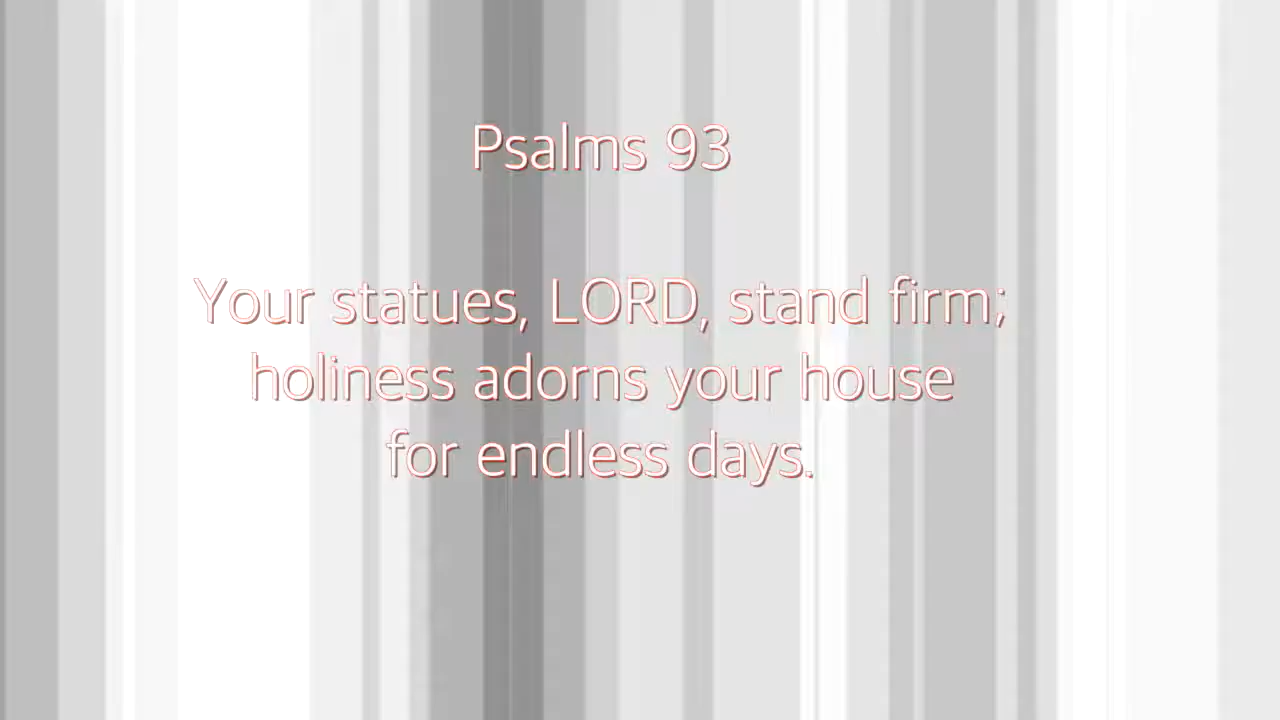 Psalms 93
Your statues, LORD, stand firm;
holiness adorns your house
for endless days.